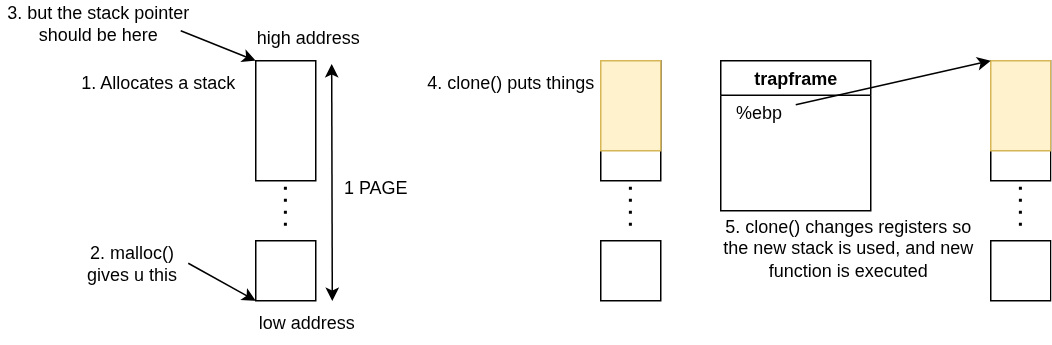 3. but the stack pointer
should be here
high address
1. Allocates a stack
1 PAGE
2. malloc()
gives u this
low address
4. clone() puts things
trapframe
%ebp
5. clone() changes registers so
the new stack is used, and new
function is executed